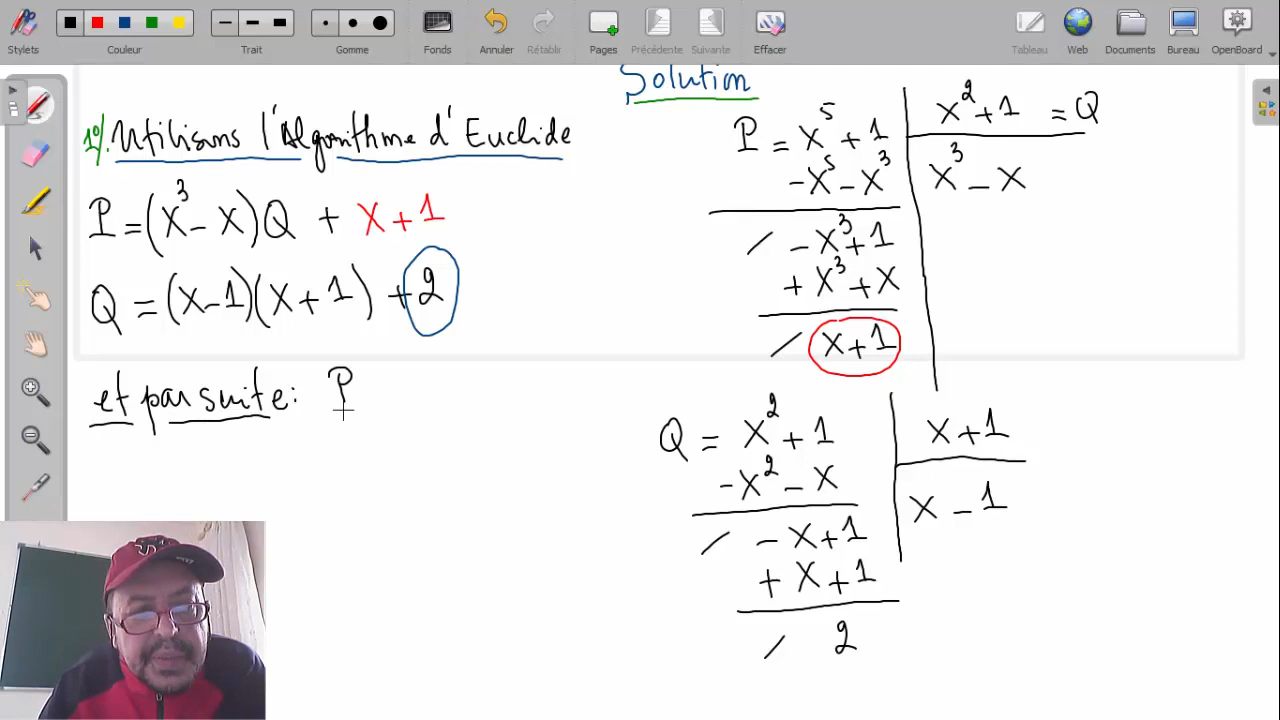 Stylets Couleur Trait Gomme Fonds Annuler Rétablir Pages Précédente Suivante Effacer Tableau Web Documents Bureau OpenBoard
Solution
1°/. Utilisons l'Algorithme d'Euclide
P = (X³ - X)Q + X + 1
Q = (X-1)(X+1) + 2
et par suite: P
P = X⁵ + 1 | X² + 1 = Q
-X⁵ - X³ | X³ - X
/ - X³ + 1
+ X³ + X
/ X + 1
Q = X² + 1 | X + 1
-X² - X | X - 1
/ - X + 1
+ X + 1
/ 2